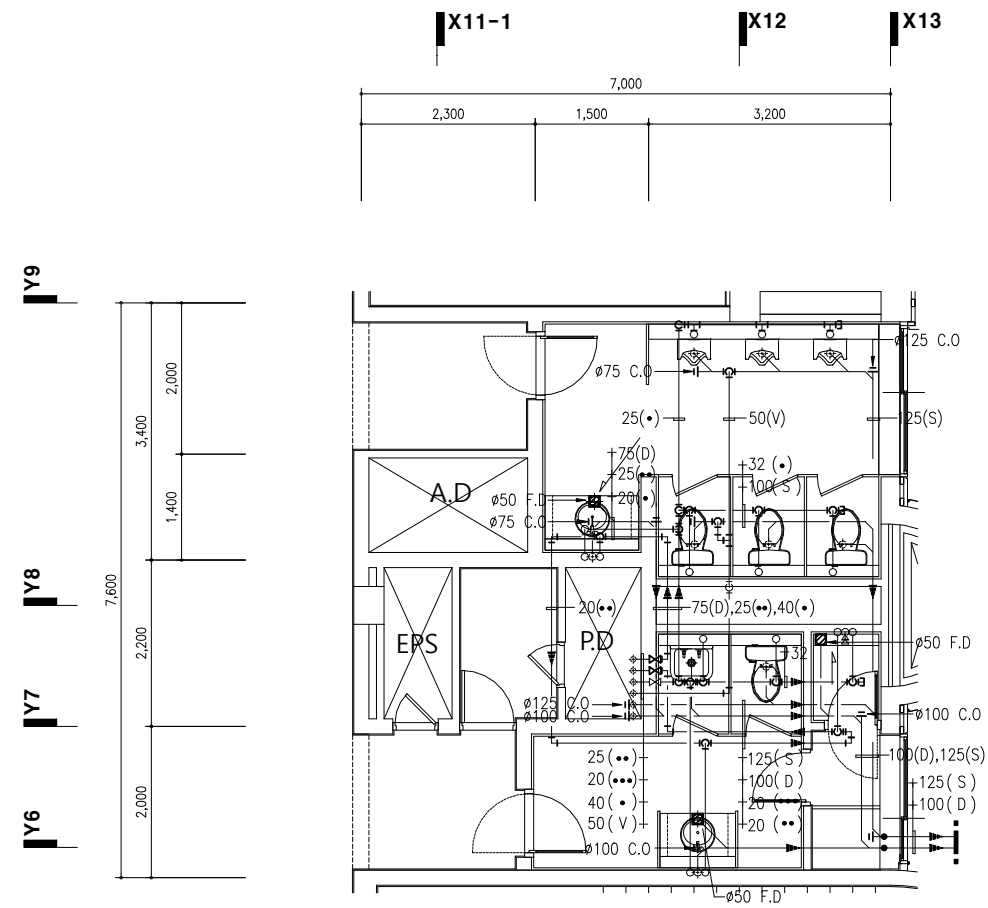 X11-1
X12
X13
7,000
2,300
1,500
3,200
Y9
2,000
3,400
1,400
Y8
7,600
2,200
Y7
2,000
Y6
ø125 C.O
ø75 C.O
25(•)
50(V)
125(S)
75(D)
25(••)
20(•)
32 (•)
100(S)
A.D
ø50 F.D
ø75 C.O
20(••)
75(D),25(••),40(•)
EPS
P.D
32
ø50 F.D
ø125 C.O
ø100 C.O
ø100 C.O
100(D),125(S)
25(••)
20(•••)
40( • )
50( V )
125( S )
100( D )
20 (••••)
20 (••)
125( S )
100( D )
ø100 C.O
ø50 F.D